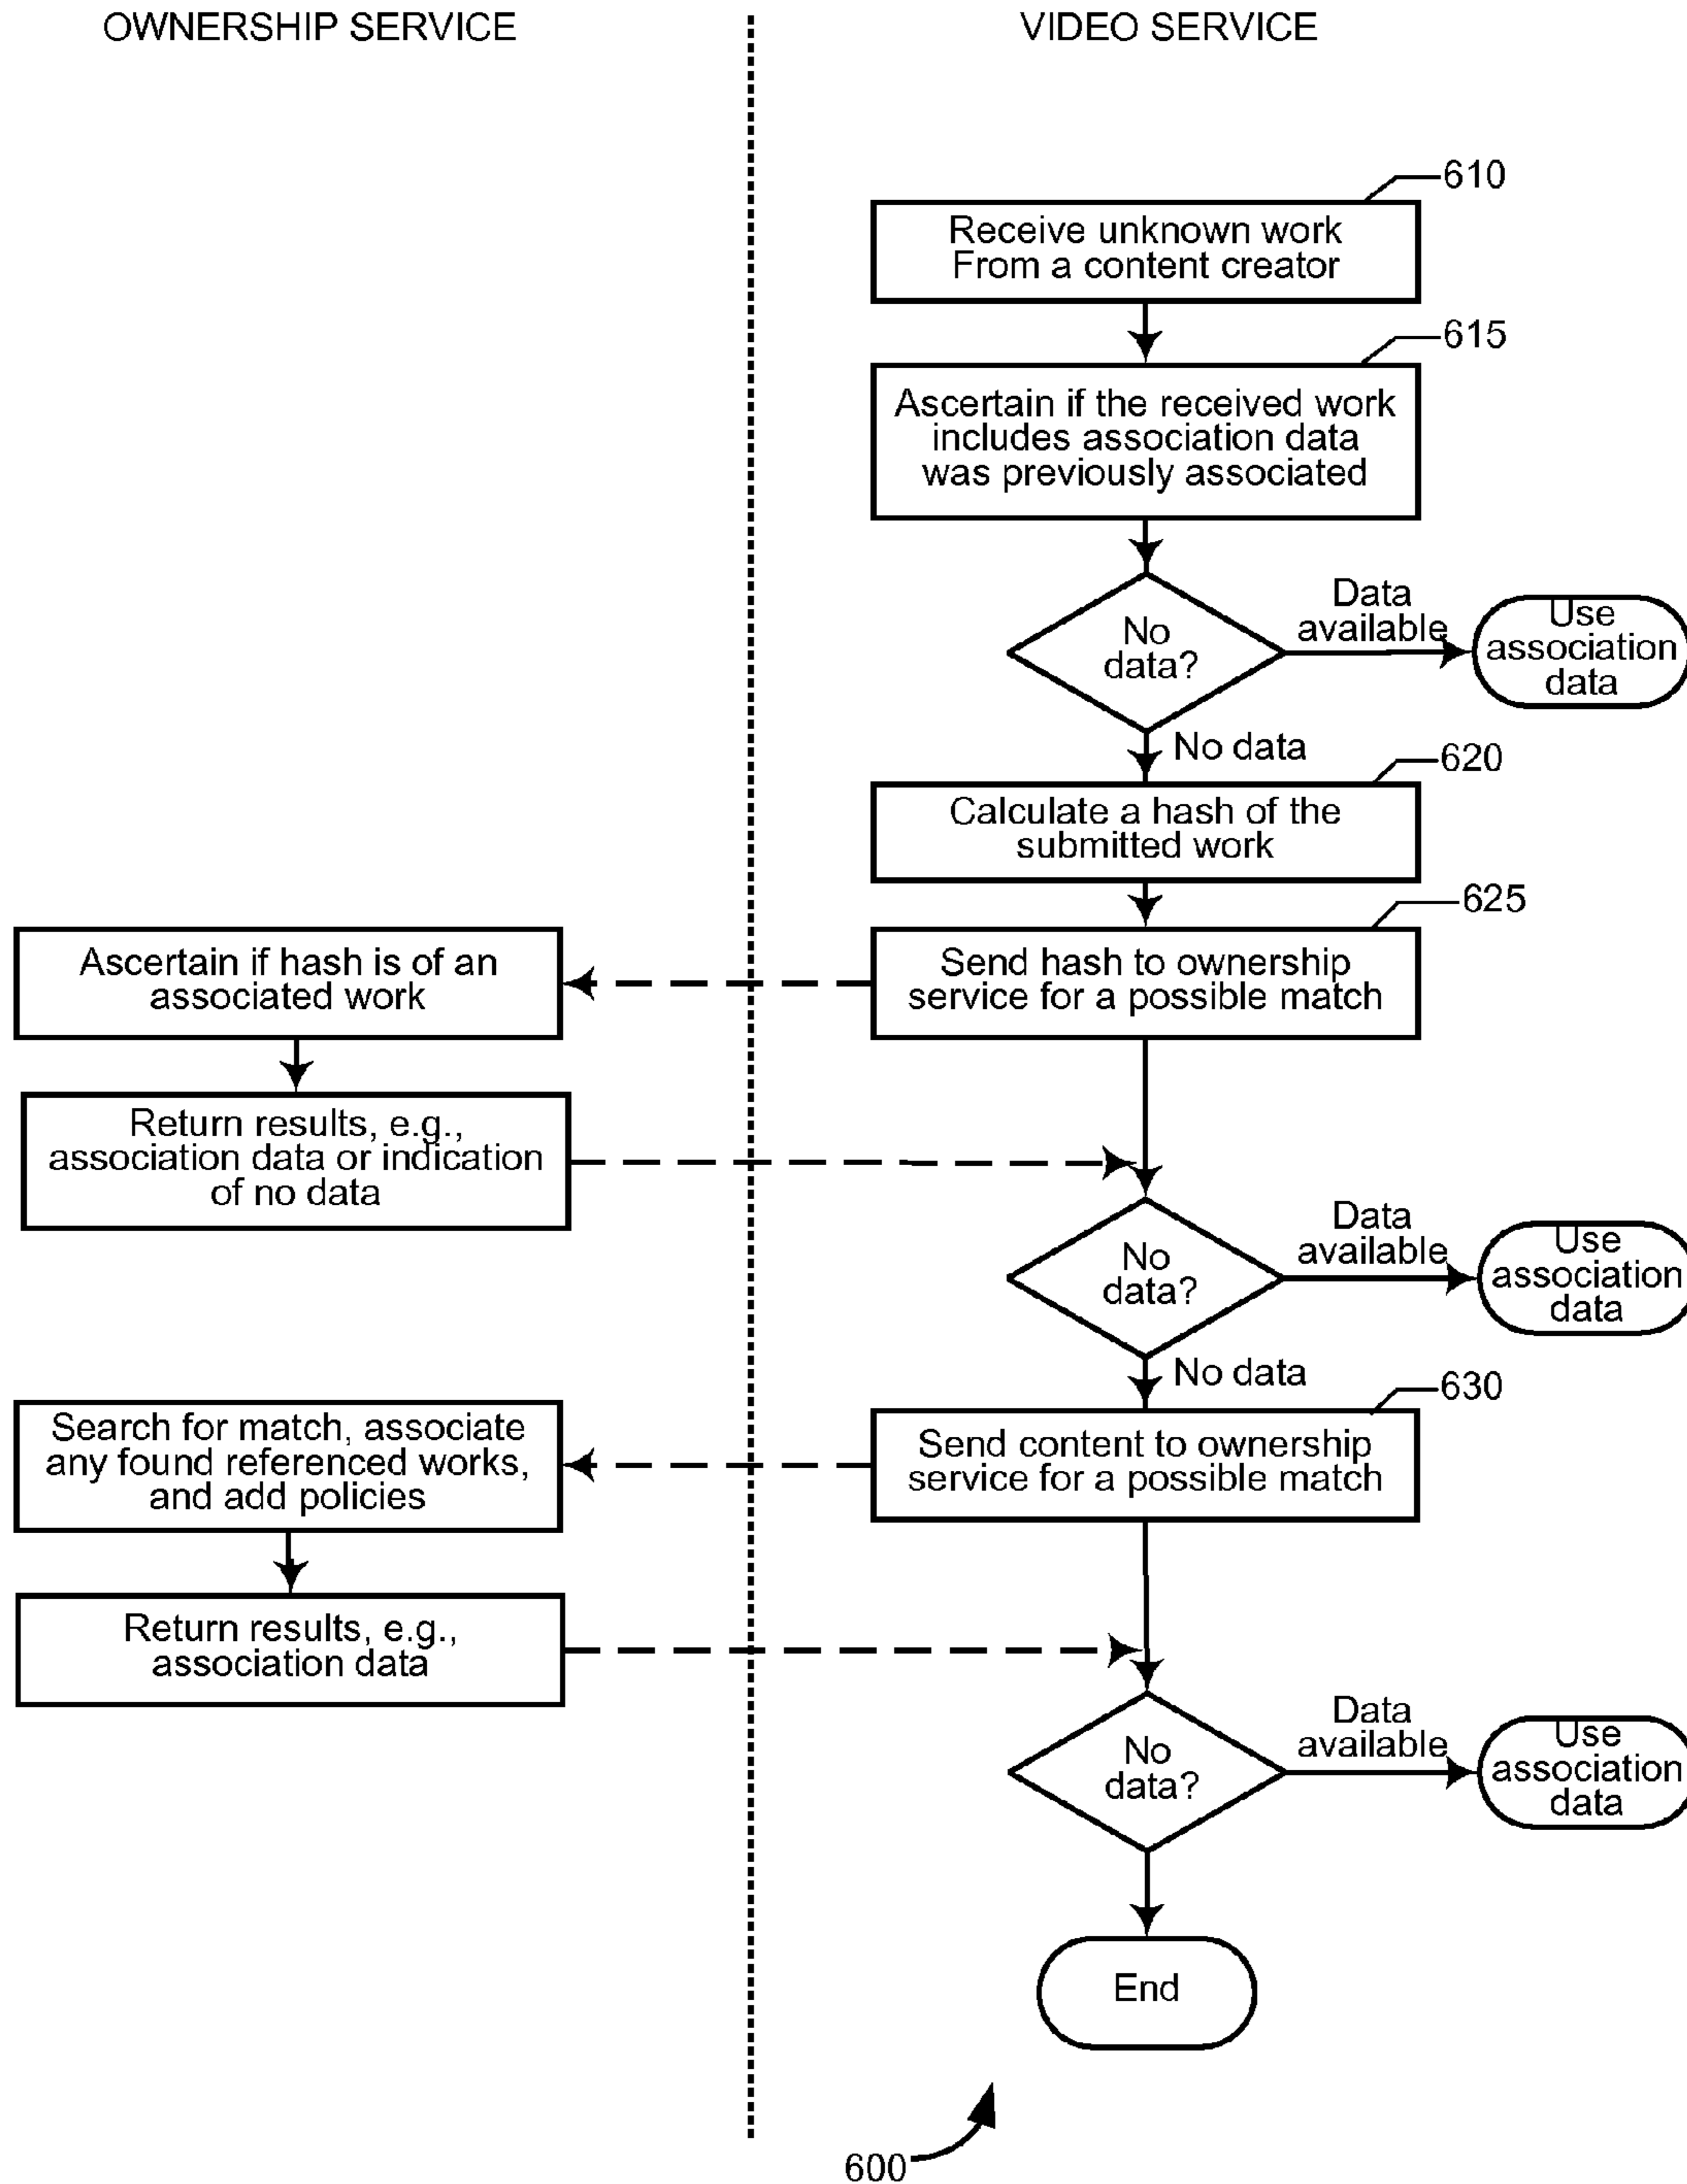 OWNERSHIP SERVICE
VIDEO SERVICE
610
Receive unknown work
From a content creator
615
Ascertain if the received work
includes association data
was previously associated
No
data?
Data
available
Use
association
data
No data
620
Calculate a hash of the
submitted work
625
Send hash to ownership
service for a possible match
Ascertain if hash is of an
associated work
Return results, e.g.,
association data or indication
of no data
No
data?
Data
available
Use
association
data
No data
630
Send content to ownership
service for a possible match
Search for match, associate
any found referenced works,
and add policies
Return results, e.g.,
association data
No
data?
Data
available
Use
association
data
End
600